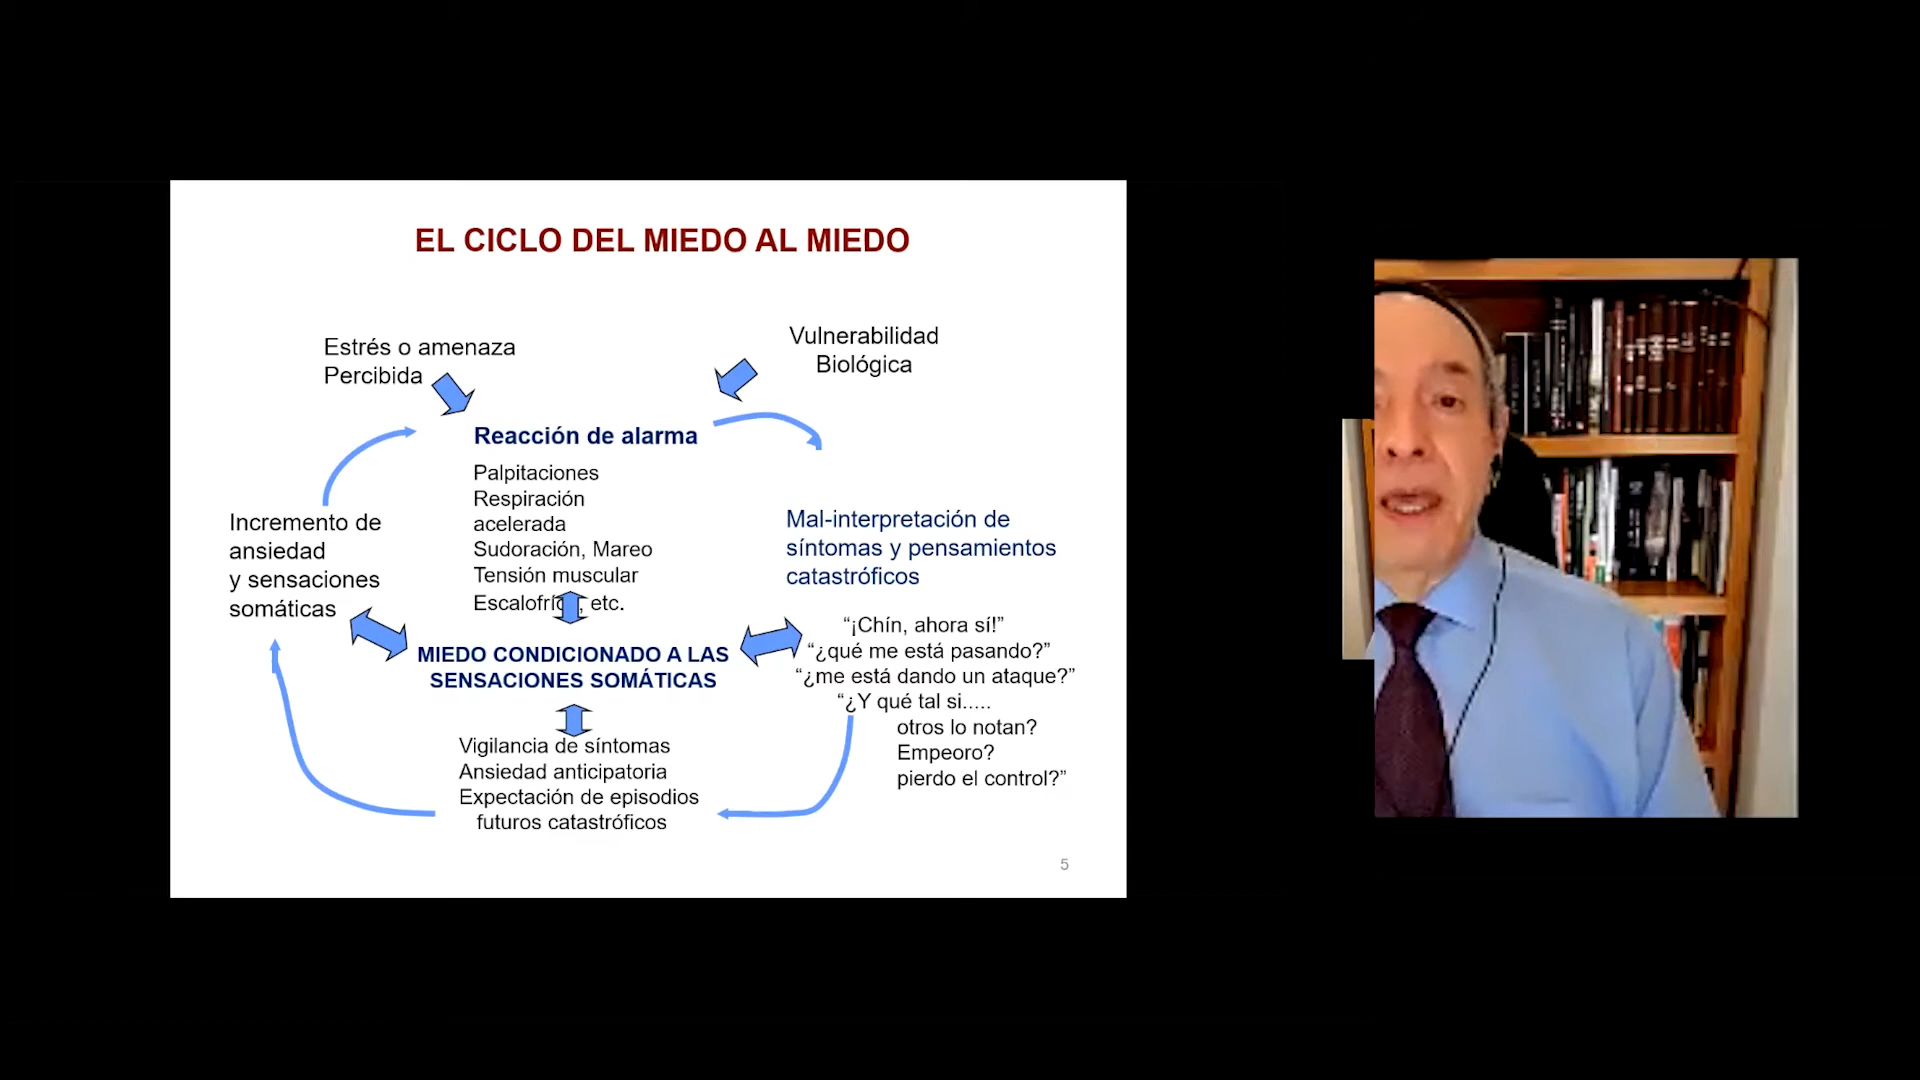 EL CICLO DEL MIEDO AL MIEDO
Estrés o amenaza
Percibida
Vulnerabilidad
Biológica
Reacción de alarma
Palpitaciones
Respiración
acelerada
Sudoración, Mareo
Tensión muscular
Escalofríos, etc.
Incremento de
ansiedad
y sensaciones
somáticas
Mal-interpretación de
síntomas y pensamientos
catastróficos
“¡Chín, ahora sí!”
“¿qué me está pasando?”
“¿me está dando un ataque?”
“¿Y qué tal si.....
otros lo notan?
Empeoro?
pierdo el control?”
MIEDO CONDICIONADO A LAS
SENSACIONES SOMÁTICAS
Vigilancia de síntomas
Ansiedad anticipatoria
Expectación de episodios
futuros catastróficos
5